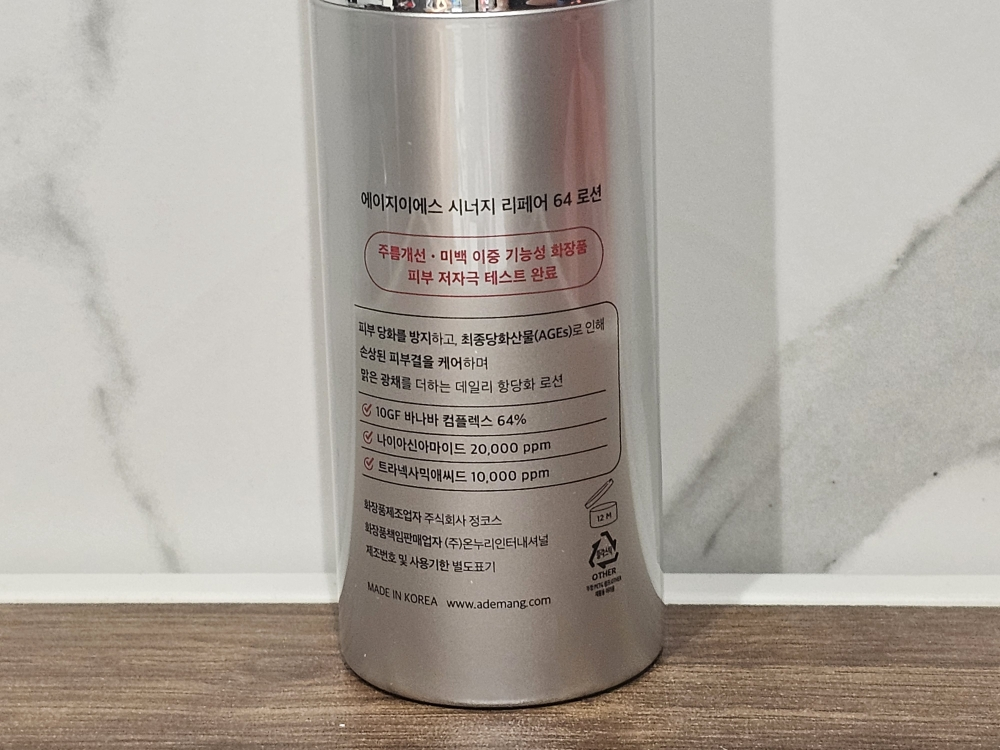 에이지이에스 시너지 리페어 64 로션
주름개선 · 미백 이중 기능성 화장품
피부 저자극 테스트 완료
피부 당화를 방지하고, 최종당화산물(AGEs)로 인해
손상된 피부결을 케어하며
맑은 광채를 더하는 데일리 항당화 로션
10GF 바나바 컴플렉스 64%
나이아신아마이드 20,000 ppm
트라넥사믹애씨드 10,000 ppm
화장품제조업자 주식회사 정코스
화장품책임판매업자 (주)온누리인터내셔널
제조번호 및 사용기한 별도표기
MADE IN KOREA www.ademang.com
12 M
플라스틱
OTHER